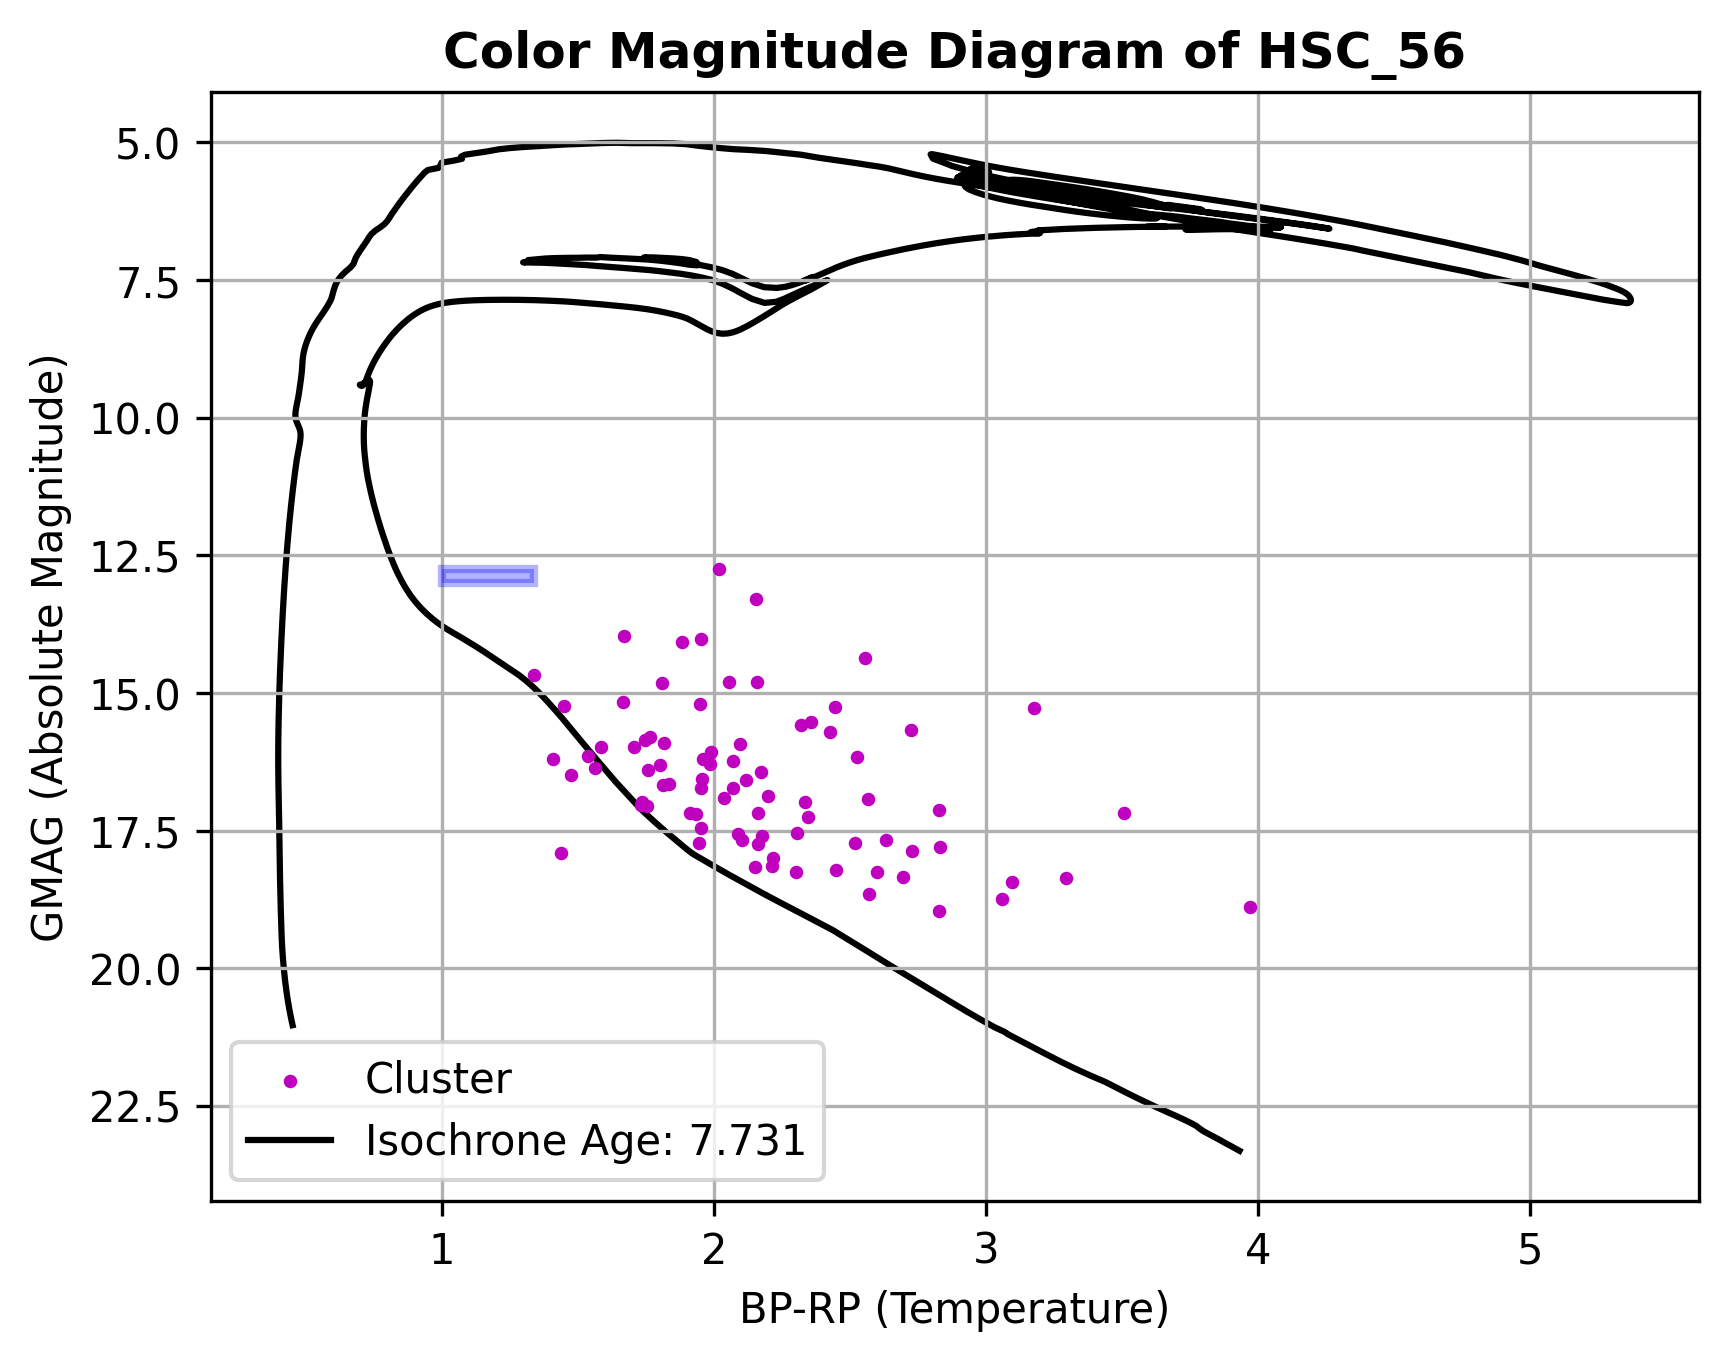 Color Magnitude Diagram of HSC_56
GMAG (Absolute Magnitude)
5.0
7.5
10.0
12.5
15.0
17.5
20.0
22.5
Cluster
Isochrone Age: 7.731
1 2 3 4 5
BP-RP (Temperature)